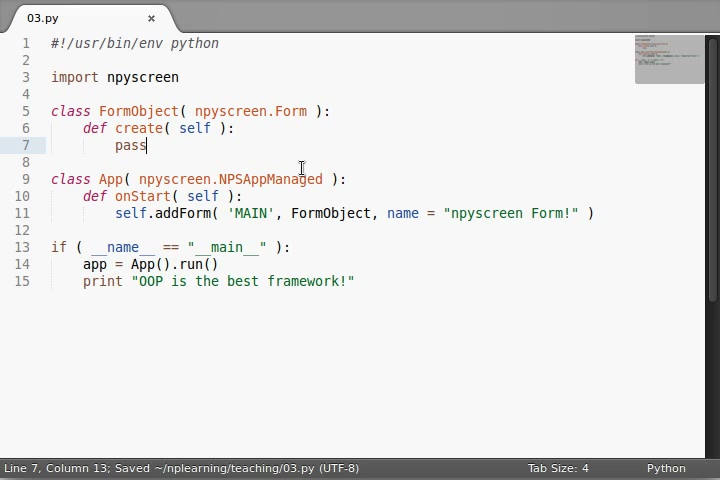 03.py ×
1 #!/usr/bin/env python
2
3 import npyscreen
4
5 class FormObject( npyscreen.Form ):
6     def create( self ):
7         pass
8
9 class App( npyscreen.NPSAppManaged ):
10     def onStart( self ):
11         self.addForm( 'MAIN', FormObject, name = "npyscreen Form!" )
12
13 if ( __name__ == "__main__" ):
14     app = App().run()
15     print "OOP is the best framework!"
Line 7, Column 13; Saved ~/nplearning/teaching/03.py (UTF-8) Tab Size: 4 Python